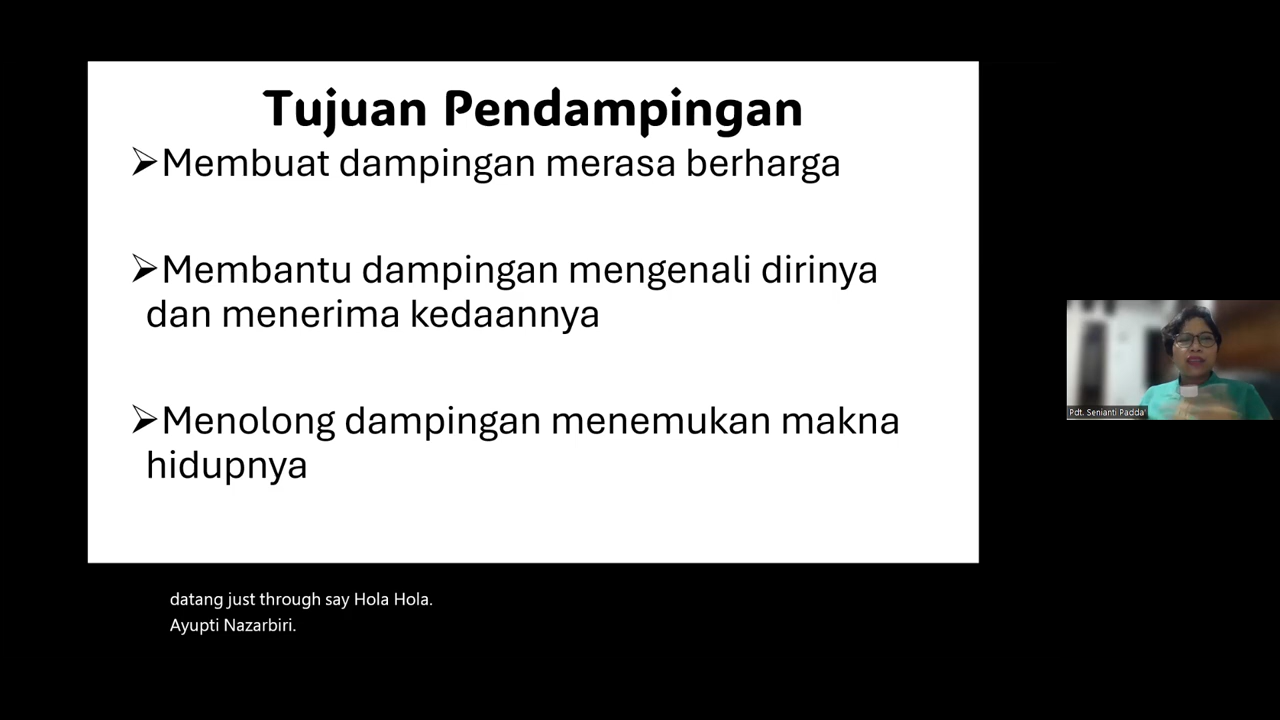 Tujuan Pendampingan
➢Membuat dampingan merasa berharga
➢Membantu dampingan mengenali dirinya
dan menerima kedaannya
➢Menolong dampingan menemukan makna
hidupnya
Pdt. Senianti Padda'
datang just through say Hola Hola.
Ayupti Nazarbiri.